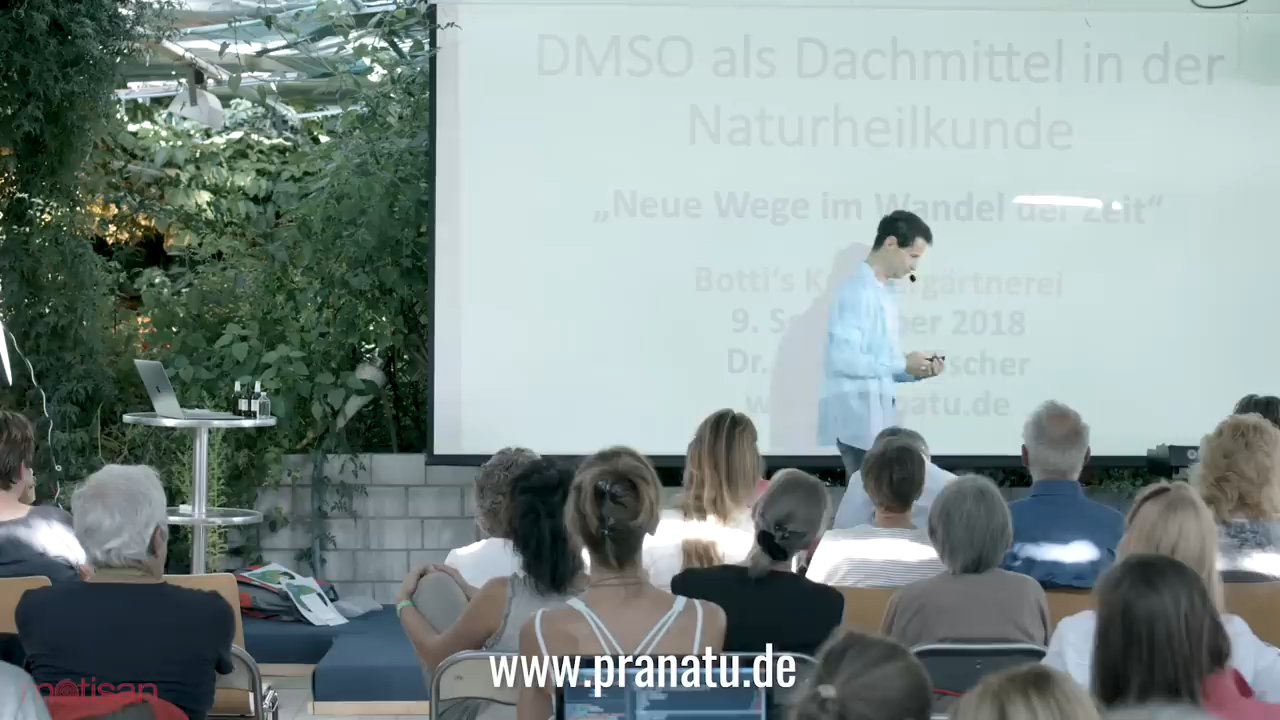 DMSO als Dachmittel in der
Naturheilkunde
„Neue Wege im Wandel der Zeit“
Botti's gärtnerei
9. ber 2018
Dr. scher
atu.de
www.pranatu.de
matisan